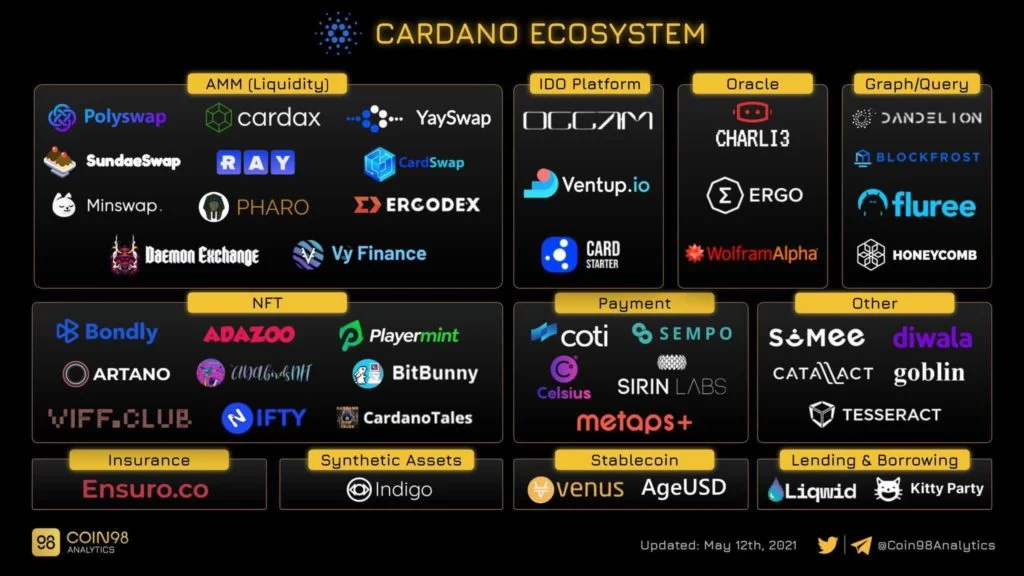 CARDANO ECOSYSTEM
AMM (Liquidity)
Polyswap
cardax
YaySwap
SundaeSwap
RAY
CardSwap
Minswap.
PHARO
ERGODEX
Daemon Exchange
Vy Finance
IDO Platform
OCCAM
Ventup.io
CARD
STARTER
Oracle
CHARLI3
ERGO
WolframAlpha
Graph/Query
DANDELION
BLOCKFROST
fluree
HONEYCOMB
NFT
Bondly
ADAZOO
Playermint
ARTANO
ADABirdsNFT
BitBunny
VIFF.CLUB
NIFTY
CardanoTales
Payment
coti
SEMPO
Celsius
SIRIN LABS
metaps+
Other
SOMEE
diwala
CATALLACT
goblin
TESSERACT
Insurance
Ensuro.co
Synthetic Assets
Indigo
Stablecoin
venus
AgeUSD
Lending & Borrowing
Liqwid
Kitty Party
98
COIN98
ANALYTICS
Updated: May 12th, 2021
@Coin98Analytics